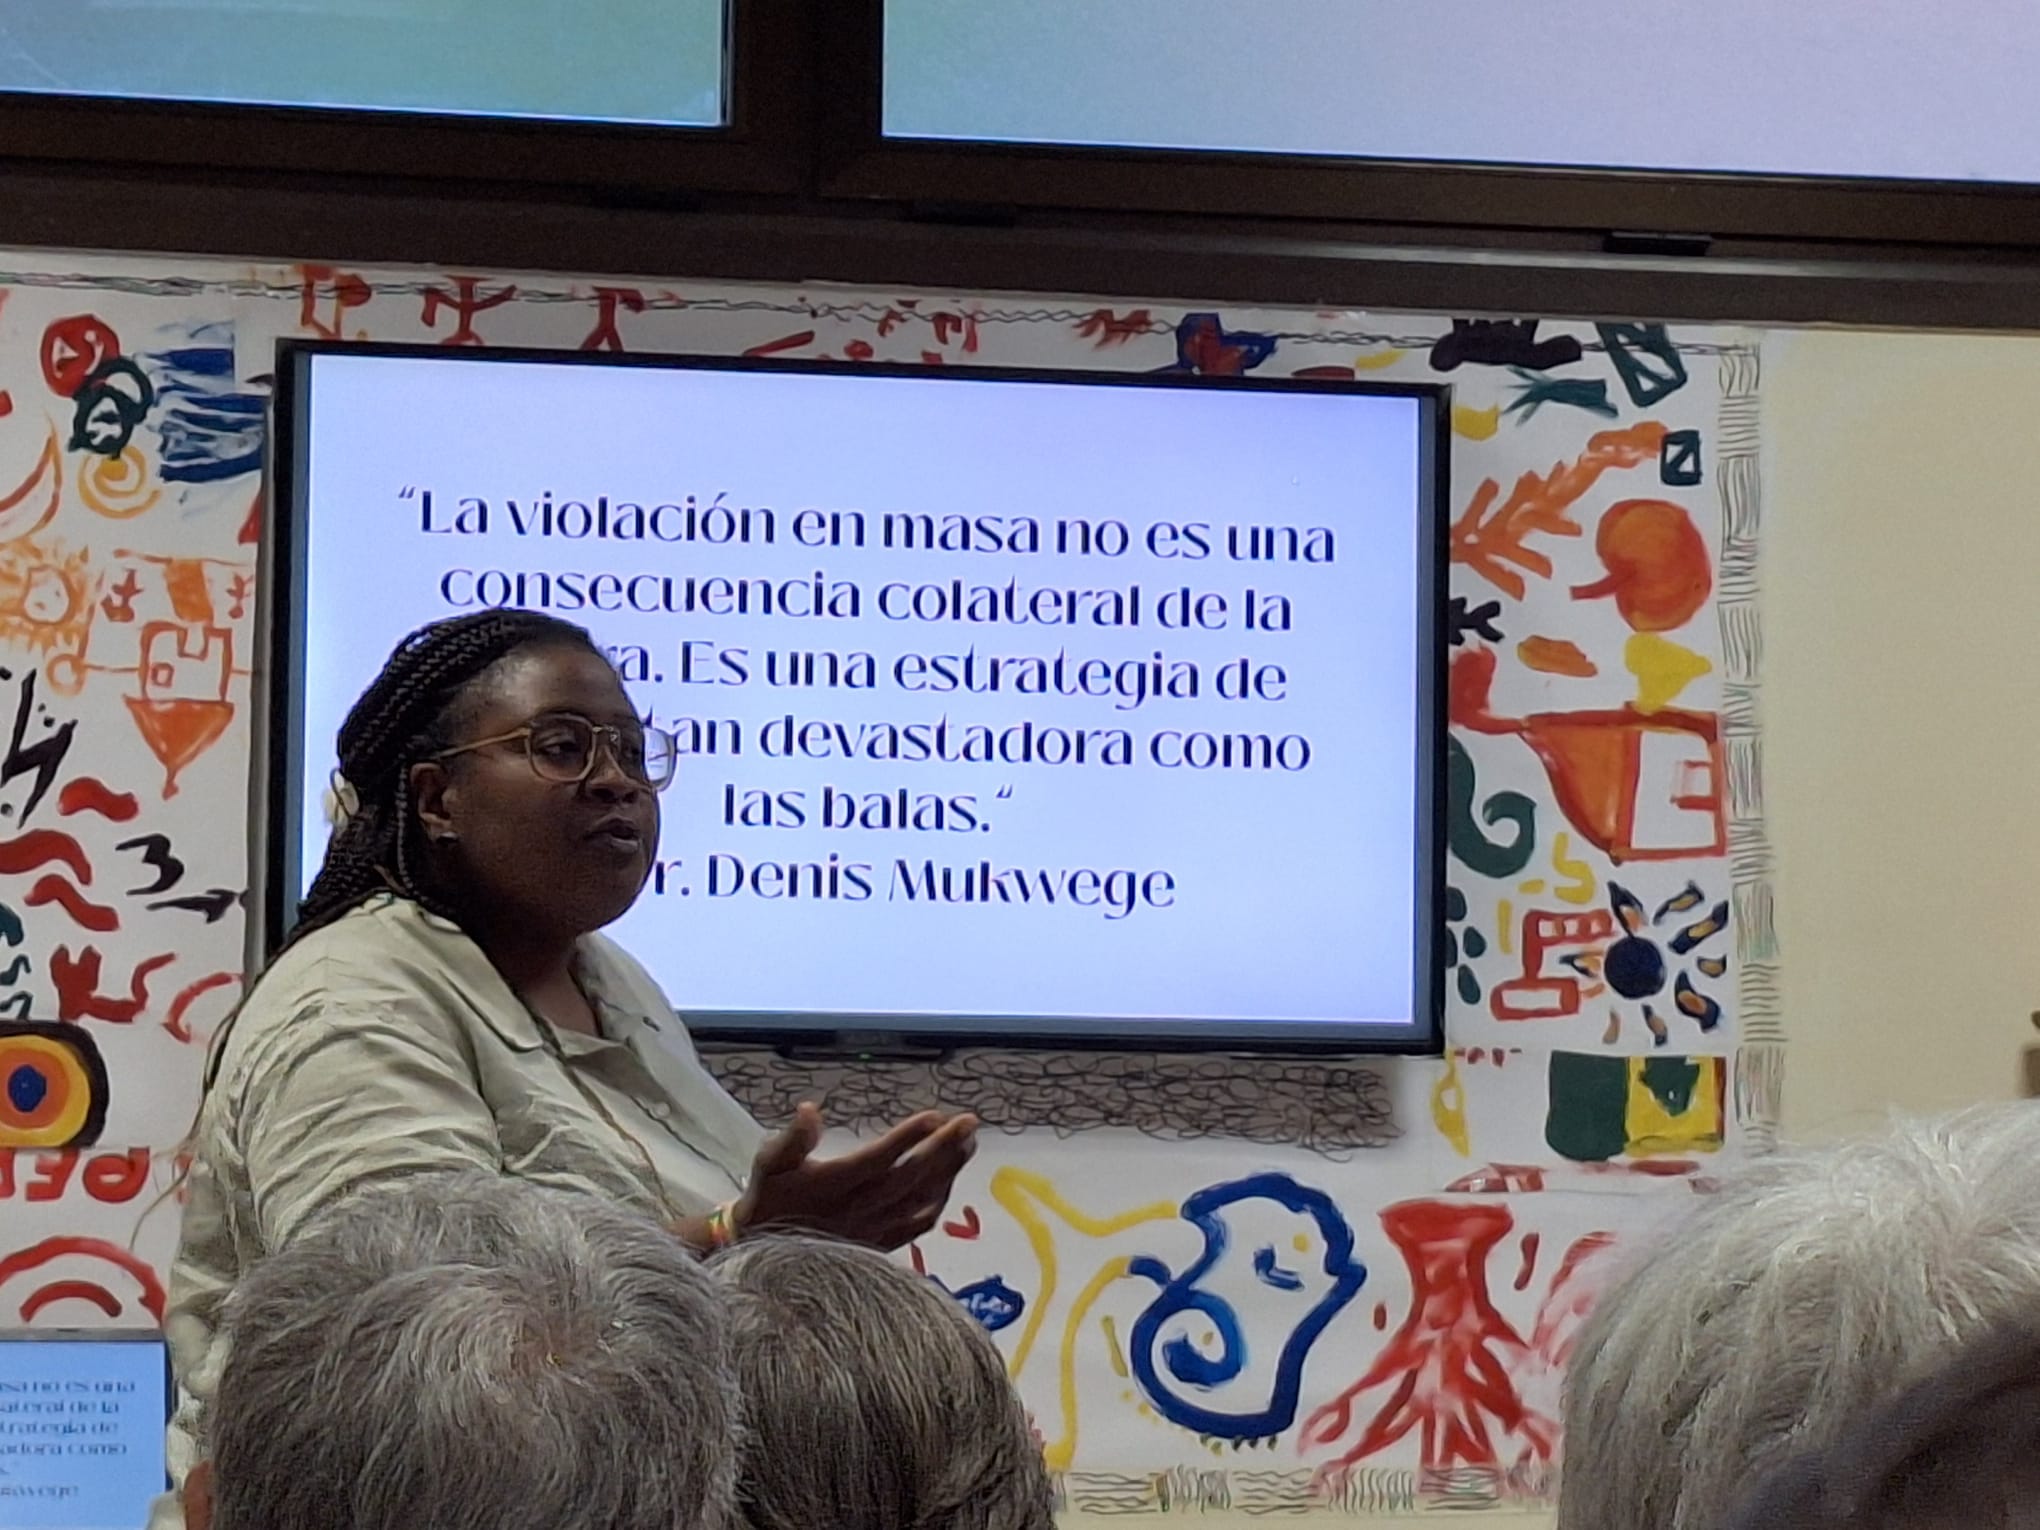 “La violación en masa no es una
consecuencia colateral de la
ra. Es una estrategia de
tan devastadora como
las balas.“
r. Denis Mukwege